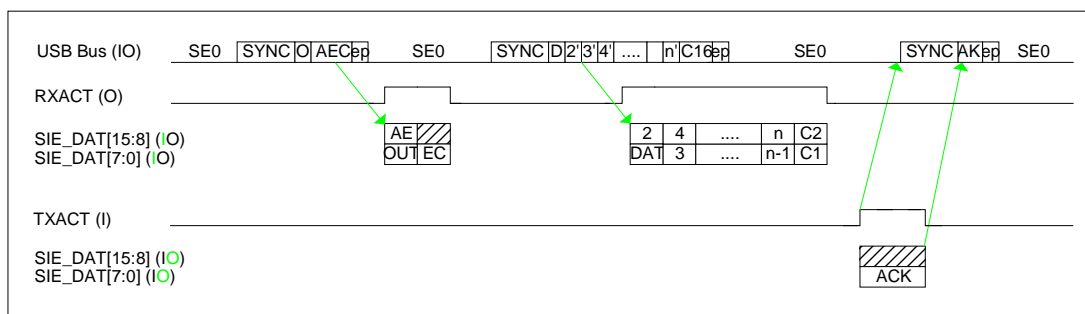 USB Bus (IO) SE0 SYNC O AEC ep SE0 SYNC D 2' 3' 4' .... n' C16 ep SE0 SYNC AK ep SE0
RXACT (O)
SIE_DAT[15:8] (IO) AE 2 4 .... n C2
SIE_DAT[7:0] (IO) OUT EC DAT 3 .... n-1 C1
TXACT (I)
SIE_DAT[15:8] (IO)
SIE_DAT[7:0] (IO) ACK